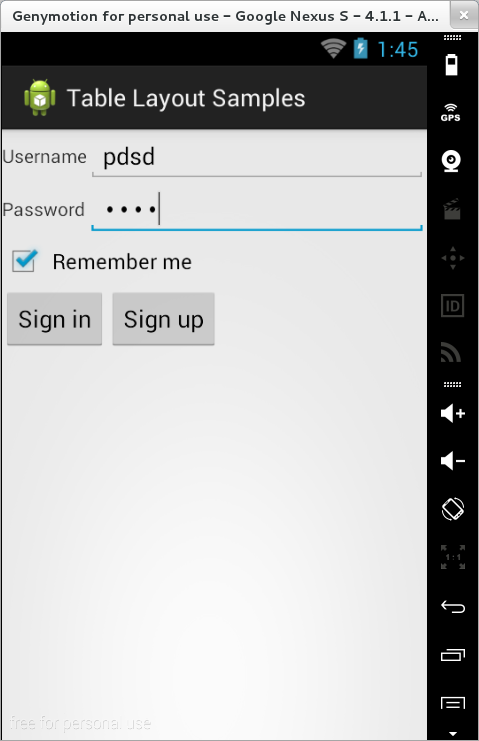 Genymotion for personal use – Google Nexus S – 4.1.1 – A...
1:45
Table Layout Samples
GPS
Username pdsd
Password ••••
Remember me
ID
Sign in Sign up
1:1
free for personal use